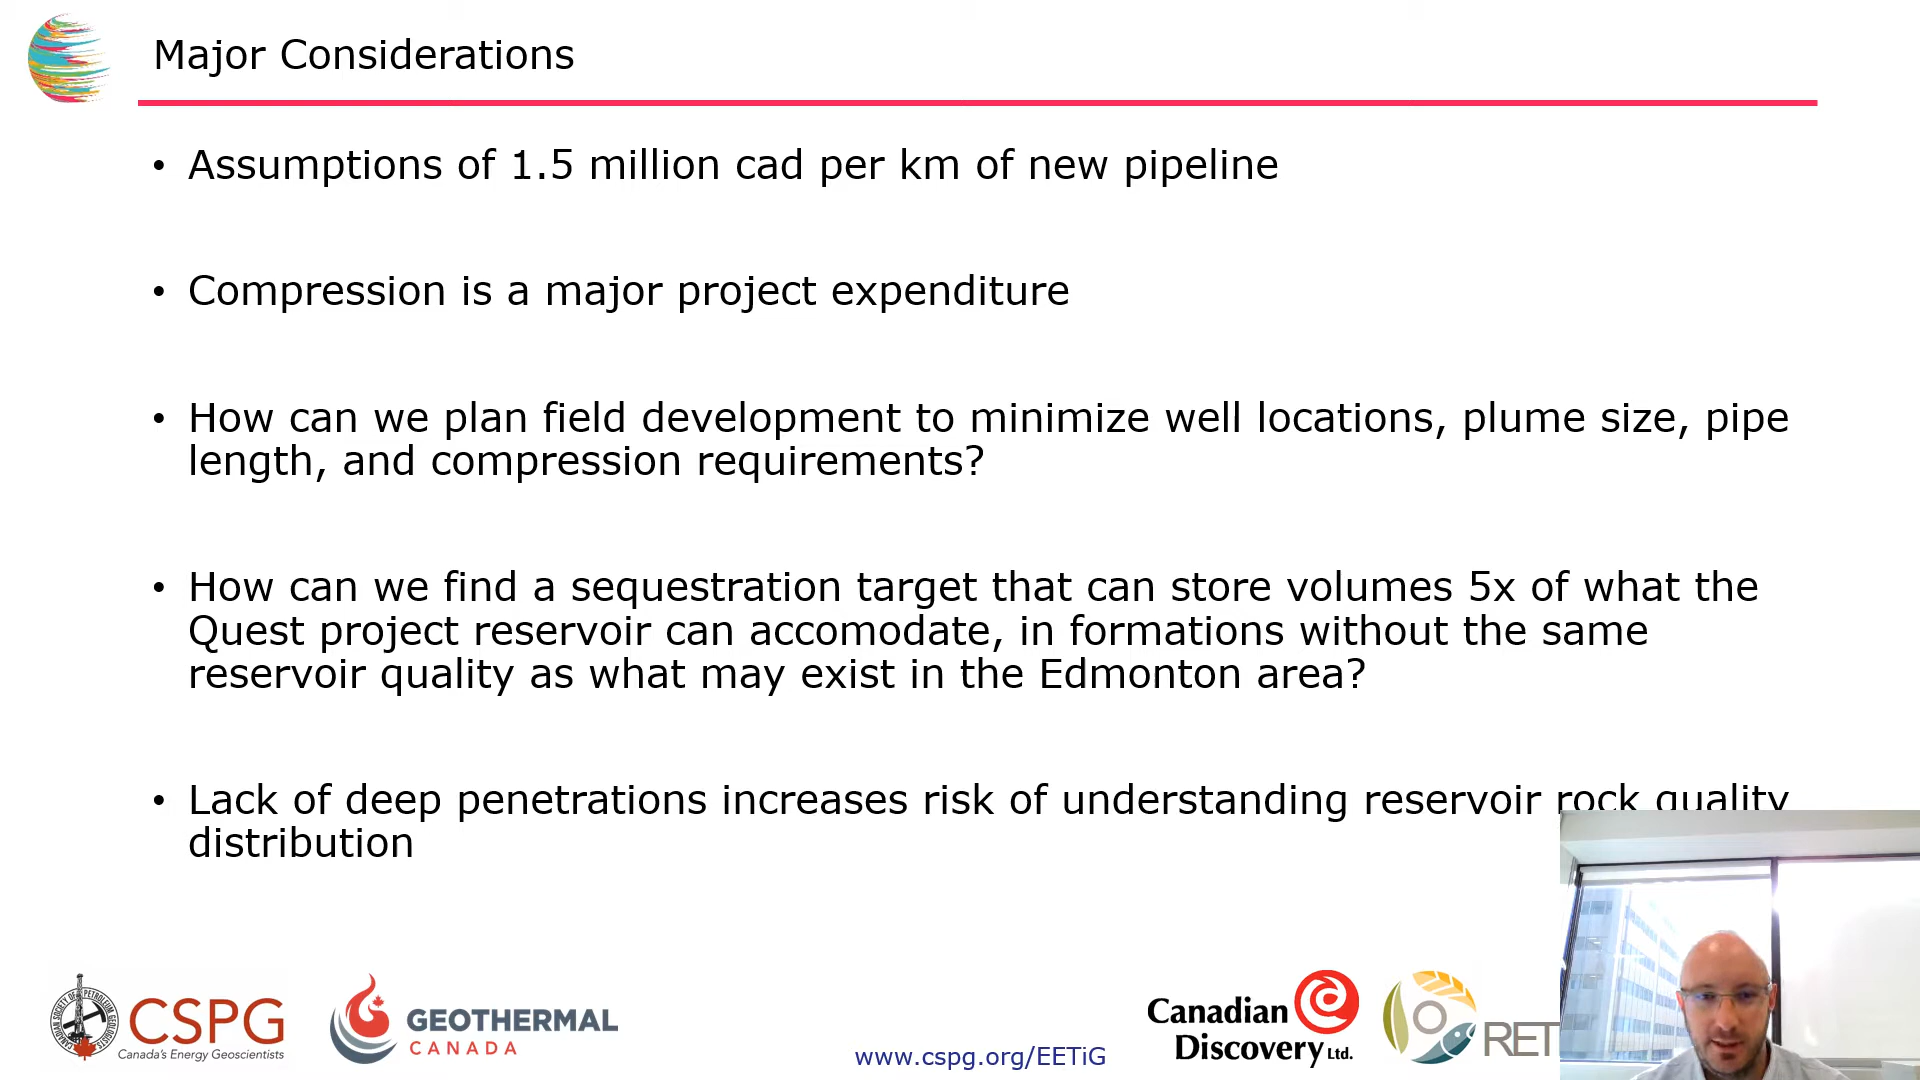 Major Considerations
• Assumptions of 1.5 million cad per km of new pipeline
• Compression is a major project expenditure
• How can we plan field development to minimize well locations, plume size, pipe
length, and compression requirements?
• How can we find a sequestration target that can store volumes 5x of what the
Quest project reservoir can accomodate, in formations without the same
reservoir quality as what may exist in the Edmonton area?
• Lack of deep penetrations increases risk of understanding reservoir rock quality
distribution
CANADIAN SOCIETY OF PETROLEUM GEOLOGISTS
CSPG
Canada's Energy Geoscientists
GEOTHERMAL
CANADA
www.cspg.org/EETiG
Canadian
Discovery Ltd.
RET